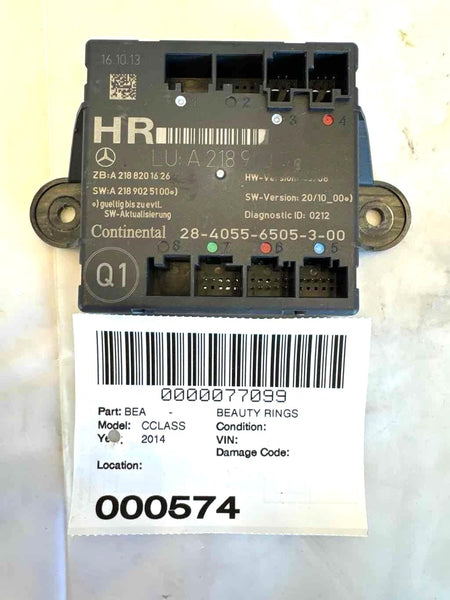 16.10.13
1 2 3 4
HR
LU: A 218
ZB: A 218 820 16 26
SW: A 218 902 5100*)
HW-Version:
SW-Version: 20/10_00*)
*) gueltig bis zu evtl.
SW-Aktualisierung
Diagnostic ID: 0212
Continental 28-4055-6505-3-00
8 7 6 5
Q1
0000077099
Part: BEA - BEAUTY RINGS
Model: CCLASS Condition:
2014 VIN:
Damage Code:
Location:
000574